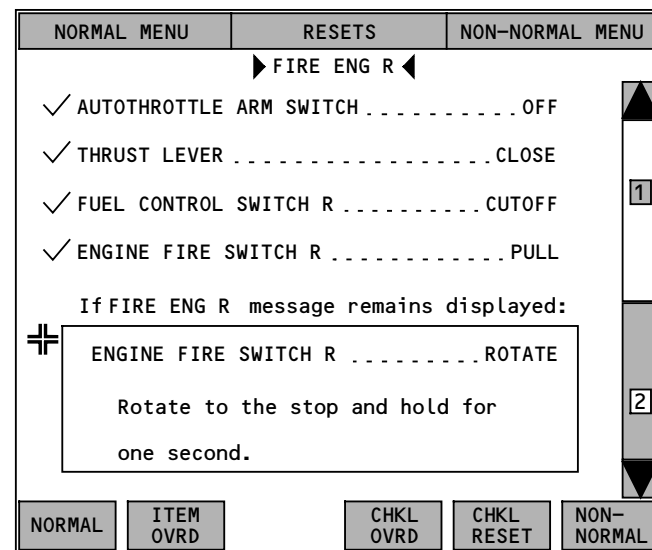 NORMAL MENU RESETS NON-NORMAL MENU
FIRE ENG R
AUTOTHROTTLE ARM SWITCH...........OFF
THRUST LEVER.................CLOSE
FUEL CONTROL SWITCH R.........CUTOFF
ENGINE FIRE SWITCH R............PULL
1
If FIRE ENG R message remains displayed:
ENGINE FIRE SWITCH R.........ROTATE
Rotate to the stop and hold for
one second.
2
NORMAL
ITEM
OVRD
CHKL
OVRD
CHKL
RESET
NON-
NORMAL